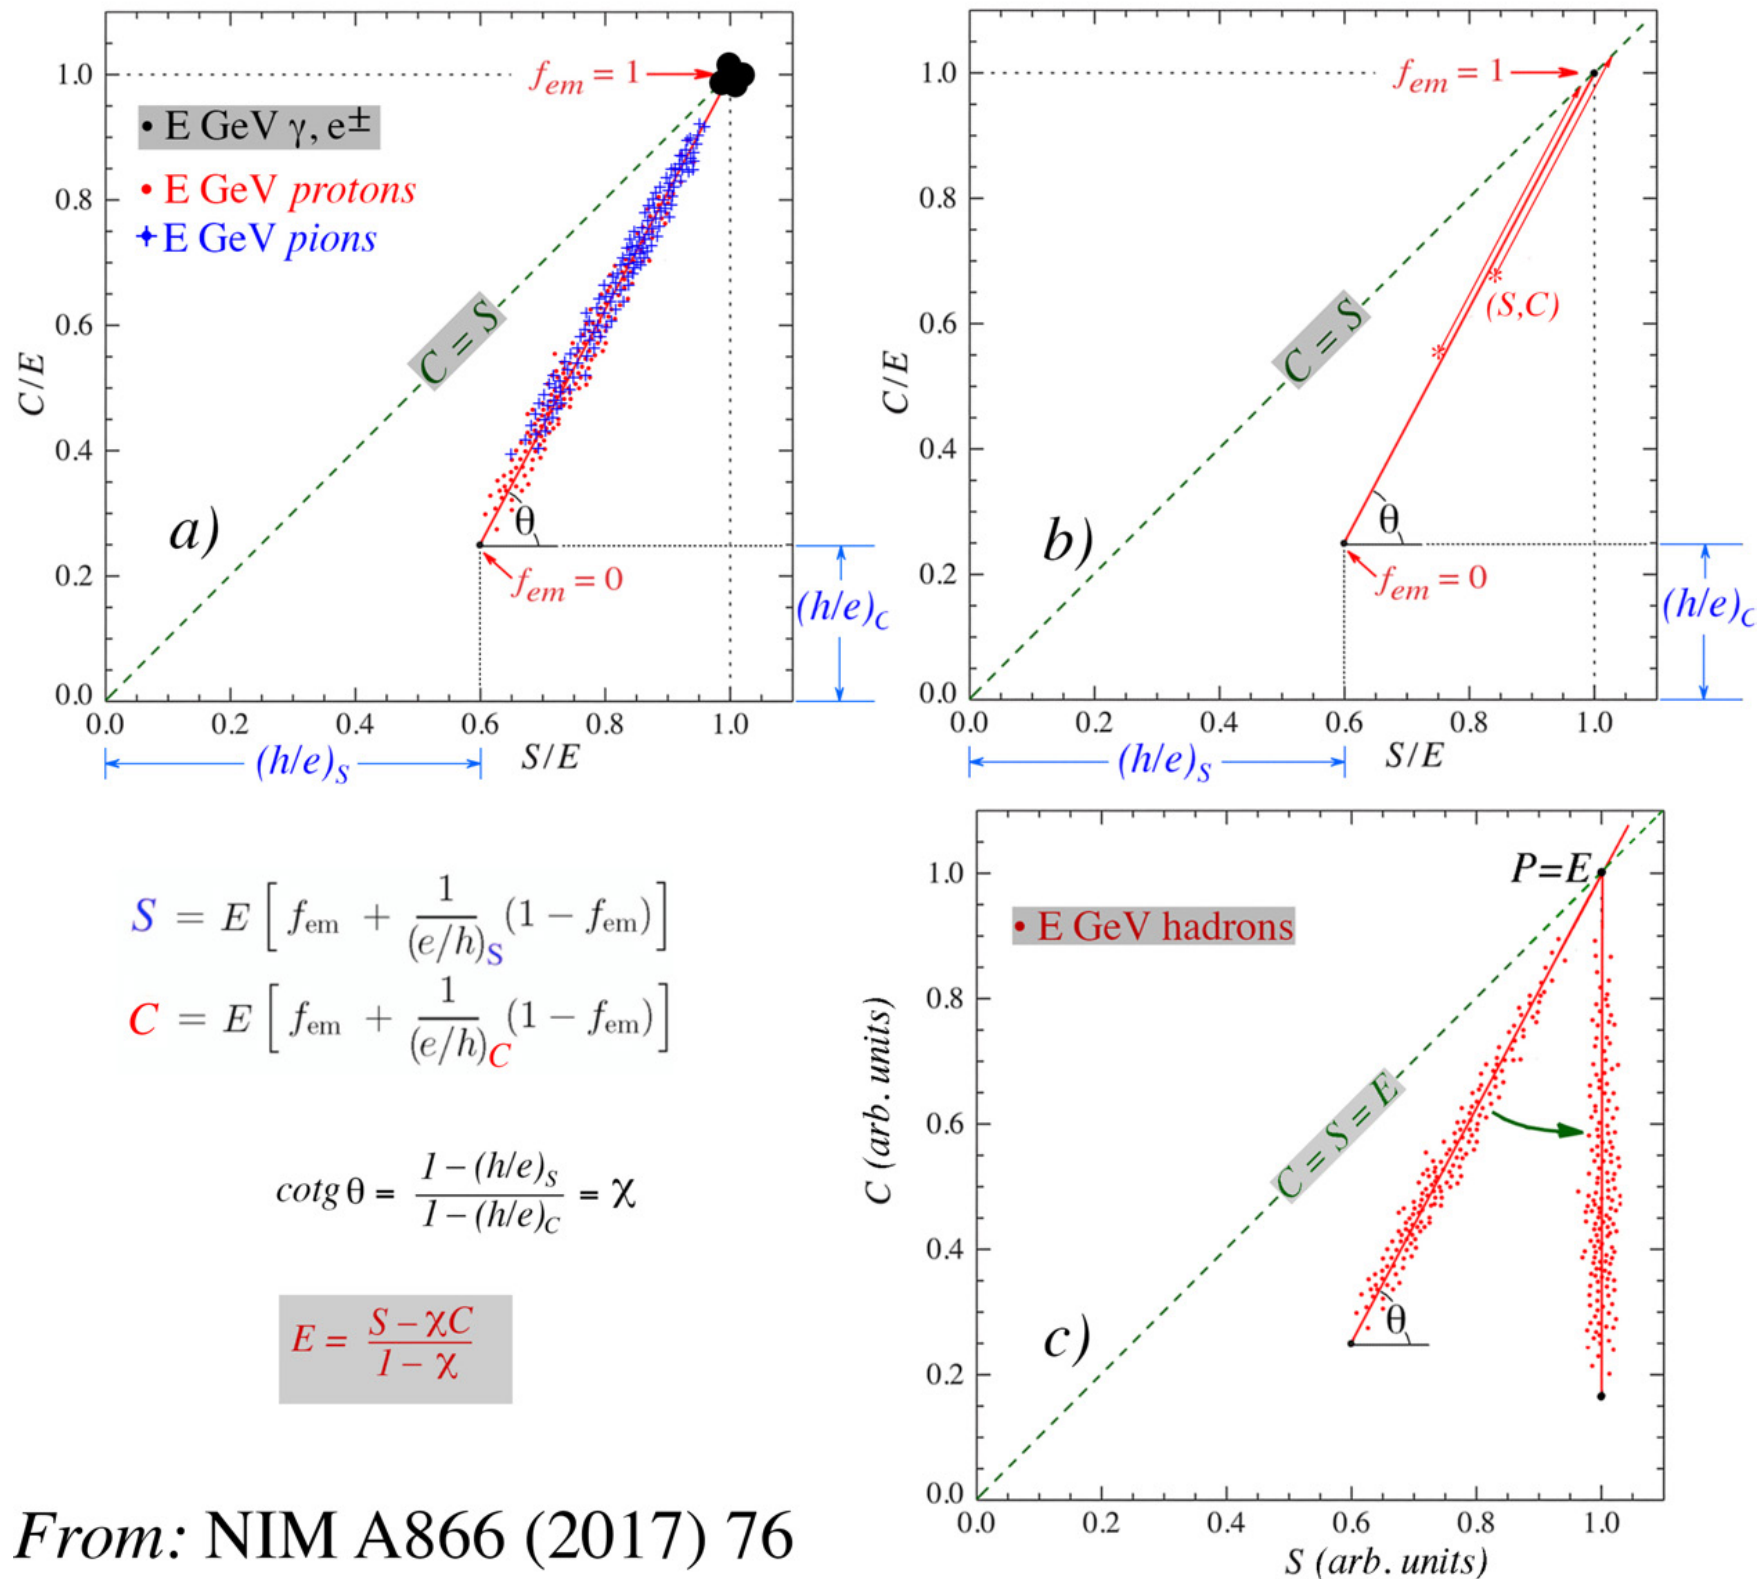 1.0
0.8
0.6
0.4
0.2
0.0
C/E
f_em = 1
• E GeV γ, e±
• E GeV protons
+ E GeV pions
C = S
a)
θ
f_em = 0
(h/e)_C
0.0 0.2 0.4 0.6 0.8 1.0
(h/e)_S
S/E
1.0
0.8
0.6
0.4
0.2
0.0
C/E
f_em = 1
(S,C)
C = S
b)
θ
f_em = 0
(h/e)_C
0.0 0.2 0.4 0.6 0.8 1.0
(h/e)_S
S/E
S = E [ f_em + 1/(e/h)_S (1 − f_em) ]
C = E [ f_em + 1/(e/h)_C (1 − f_em) ]
cotg θ = (1 − (h/e)_S)/(1 − (h/e)_C) = χ
E = (S − χC)/(1 − χ)
1.0
0.8
0.6
0.4
0.2
0.0
C (arb. units)
P=E
• E GeV hadrons
C = S = E
c)
θ
0.0 0.2 0.4 0.6 0.8 1.0
S (arb. units)
From: NIM A866 (2017) 76